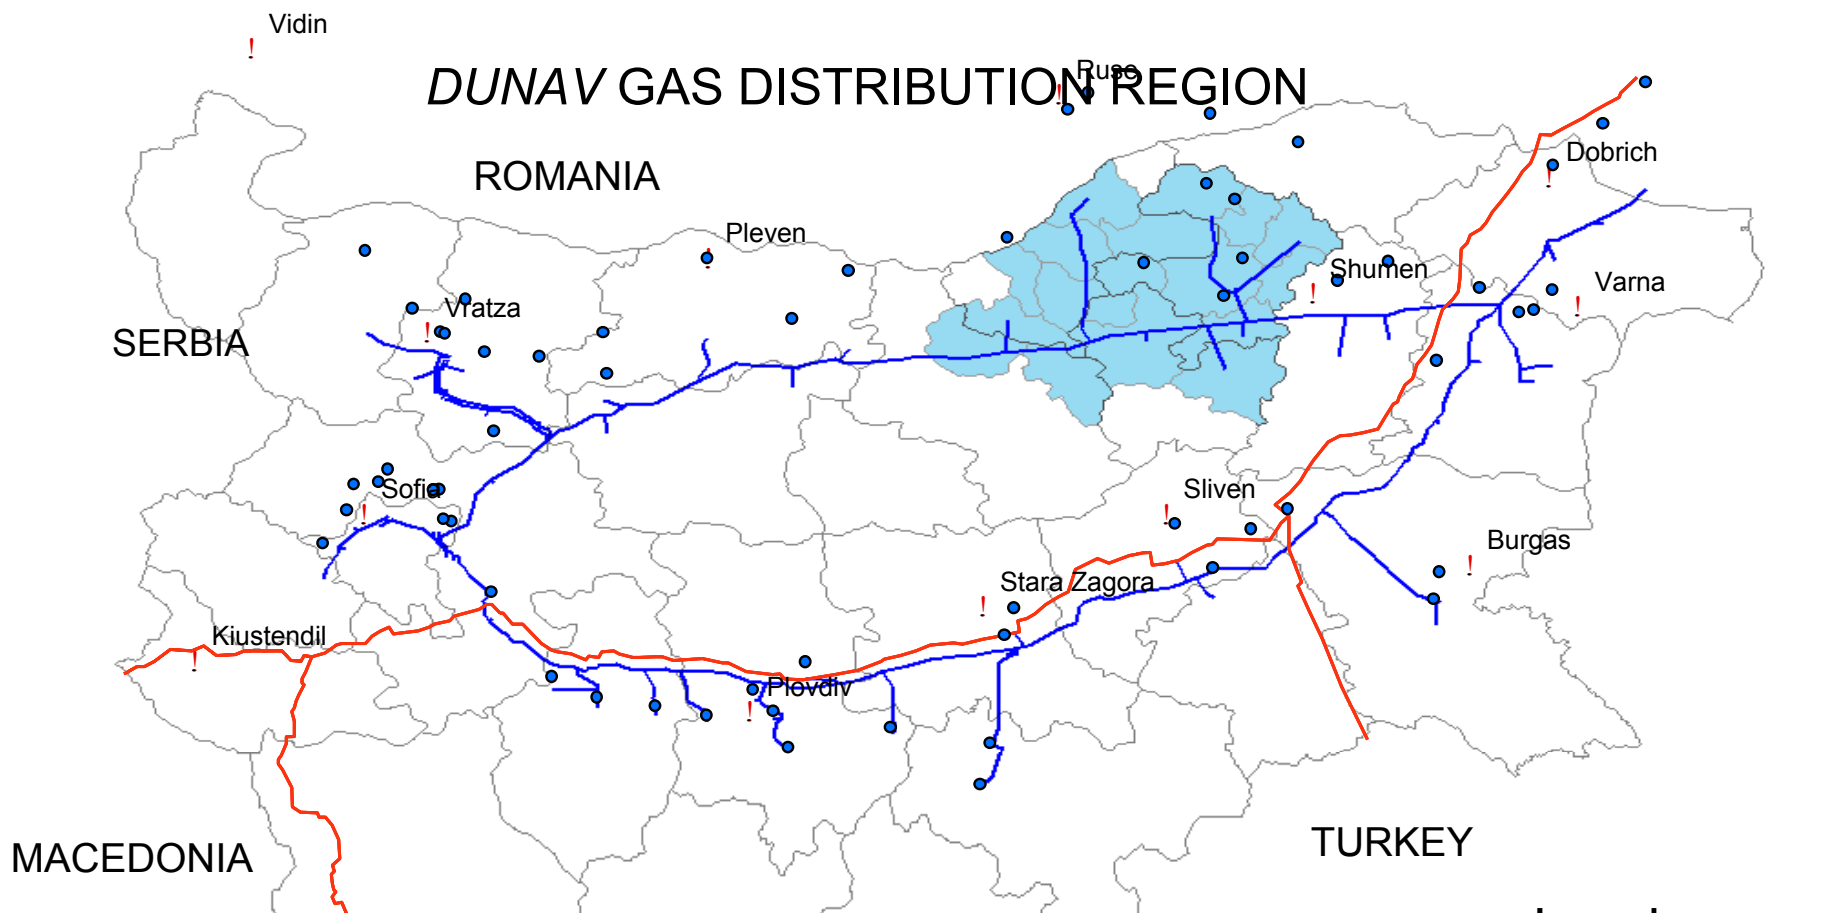 Vidin
Ruse
DUNAV GAS DISTRIBUTION REGION
Dobrich
ROMANIA
Pleven
Shumen
Varna
Vratza
SERBIA
Sofia
Sliven
Burgas
Stara Zagora
Kiustendil
Plovdiv
TURKEY
MACEDONIA